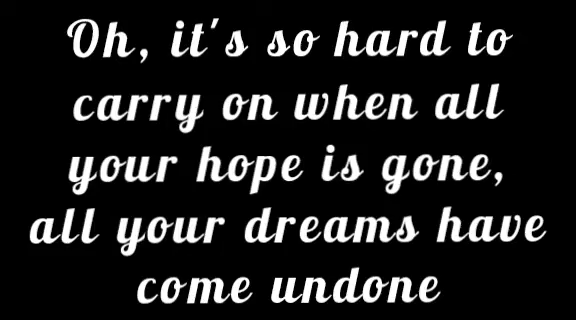 Oh, it's so hard to
carry on when all
your hope is gone,
all your dreams have
come undone